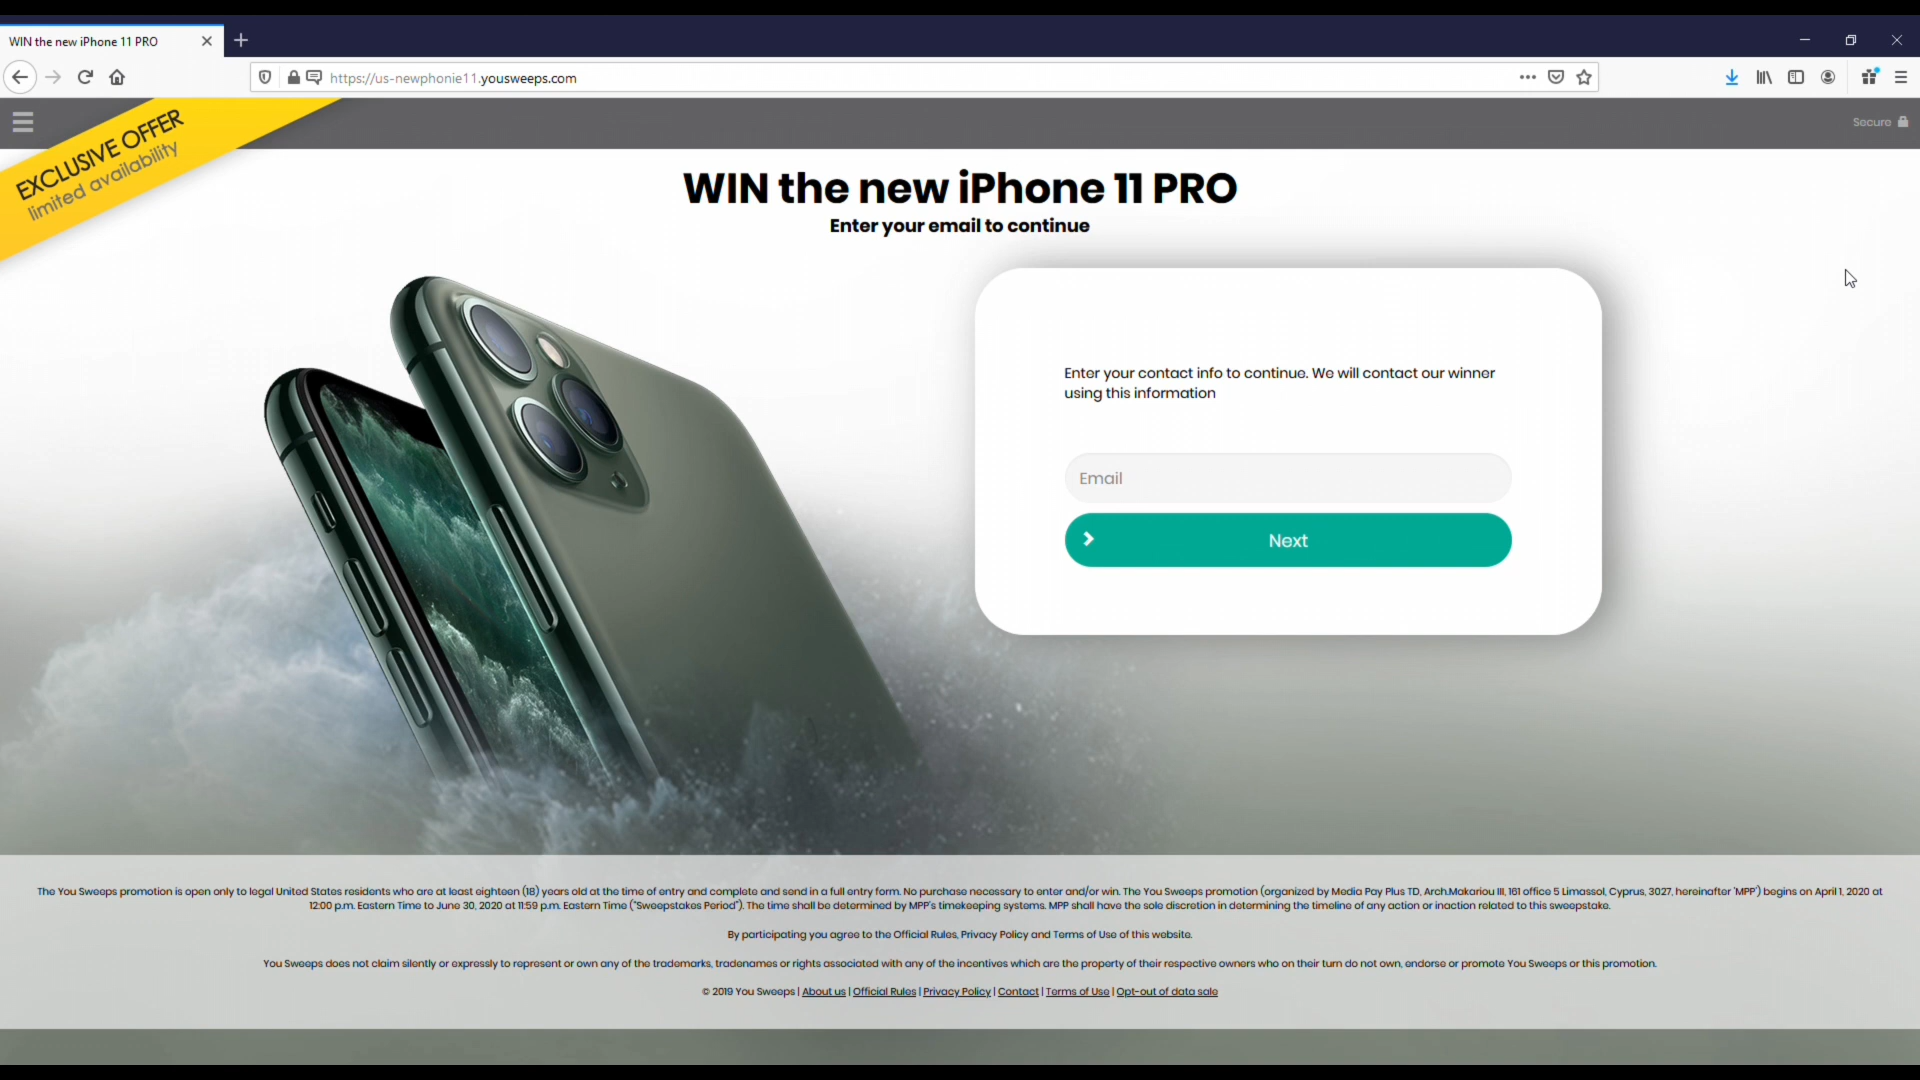 WIN the new iPhone 11 PRO
https://us-newphonie11.yousweeps.com
EXCLUSIVE OFFER
limited availability
Secure
WIN the new iPhone 11 PRO
Enter your email to continue
Enter your contact info to continue. We will contact our winner
using this information
Email
Next
The You Sweeps promotion is open only to legal United States residents who are at least eighteen (18) years old at the time of entry and complete and send in a full entry form. No purchase necessary to enter and/or win. The You Sweeps promotion (organized by Media Pay Plus TD, Arch.Makariou III, 161 office 5 Limassol, Cyprus, 3027, hereinafter 'MPP') begins on April 1, 2020 at
12:00 p.m. Eastern Time to June 30, 2020 at 11:59 p.m. Eastern Time ("Sweepstakes Period"). The time shall be determined by MPP's timekeeping systems. MPP shall have the sole discretion in determining the timeline of any action or inaction related to this sweepstake.
By participating you agree to the Official Rules, Privacy Policy and Terms of Use of this website.
You Sweeps does not claim silently or expressly to represent or own any of the trademarks, tradenames or rights associated with any of the incentives which are the property of their respective owners who on their turn do not own, endorse or promote You Sweeps or this promotion.
© 2019 You Sweeps | About us | Official Rules | Privacy Policy | Contact | Terms of Use | Opt-out of data sale